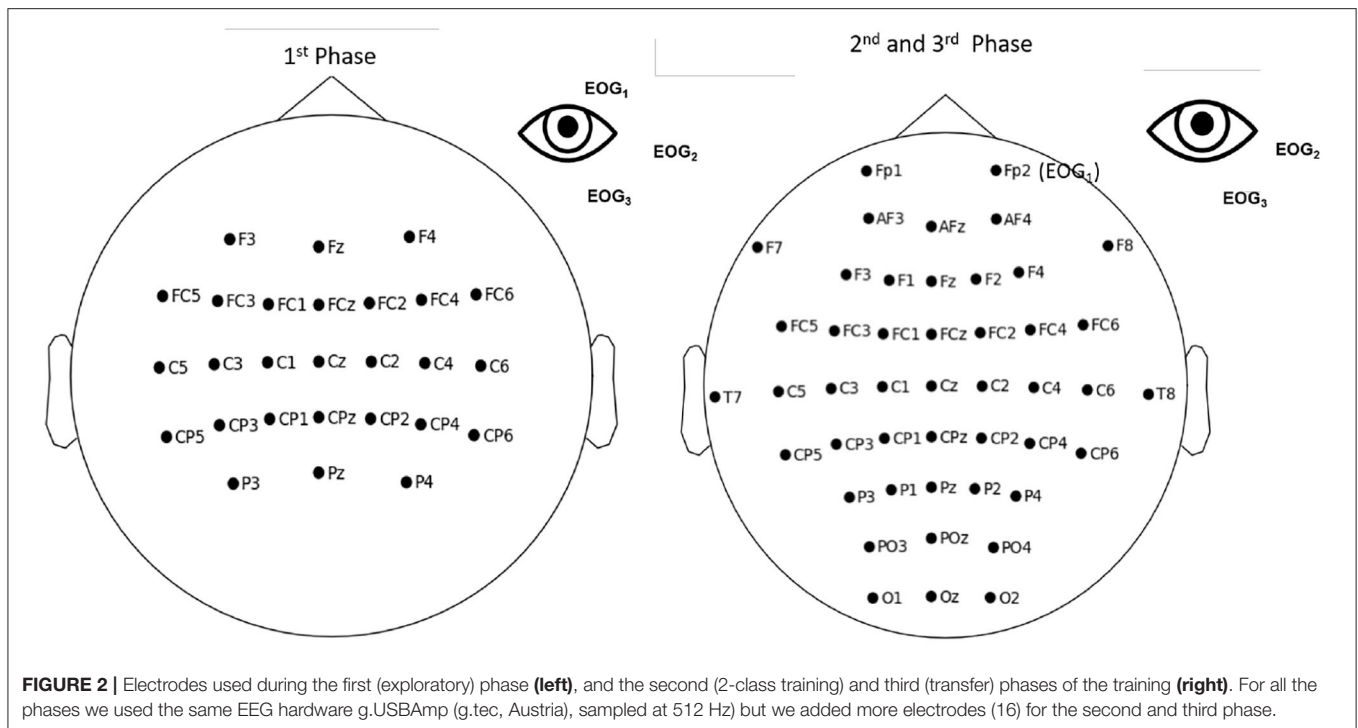 1st Phase
EOG1
EOG2
EOG3
F3 Fz F4
FC5 FC3 FC1 FCz FC2 FC4 FC6
C5 C3 C1 Cz C2 C4 C6
CP5 CP3 CP1 CPz CP2 CP4 CP6
P3 Pz P4
2nd and 3rd Phase
EOG2
EOG3
Fp1 Fp2 (EOG1)
AF3 AFz AF4
F7 F8
F3 F1 Fz F2 F4
FC5 FC3 FC1 FCz FC2 FC4 FC6
T7 C5 C3 C1 Cz C2 C4 C6 T8
CP5 CP3 CP1 CPz CP2 CP4 CP6
P3 P1 Pz P2 P4
PO3 POz PO4
O1 Oz O2
FIGURE 2 | Electrodes used during the first (exploratory) phase (left), and the second (2-class training) and third (transfer) phases of the training (right). For all the
phases we used the same EEG hardware g.USBAmp (g.tec, Austria), sampled at 512 Hz) but we added more electrodes (16) for the second and third phase.